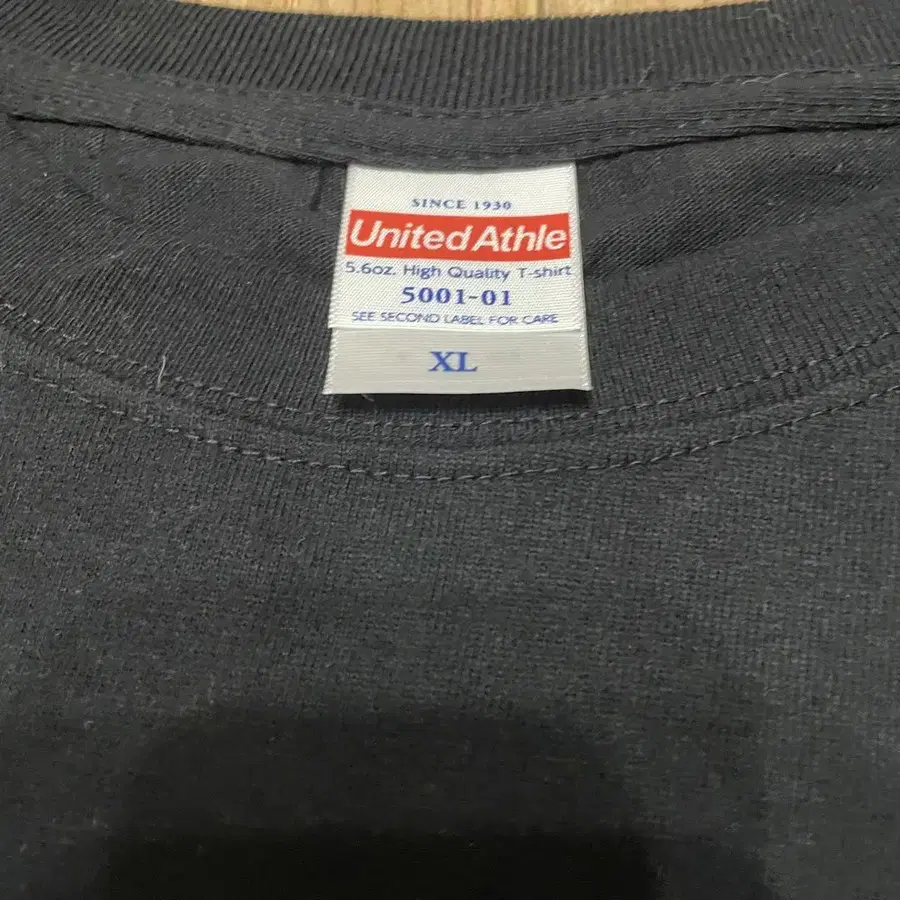 SINCE 1930
United Athle
5.6oz. High Quality T-shirt
5001-01
SEE SECOND LABEL FOR CARE
XL